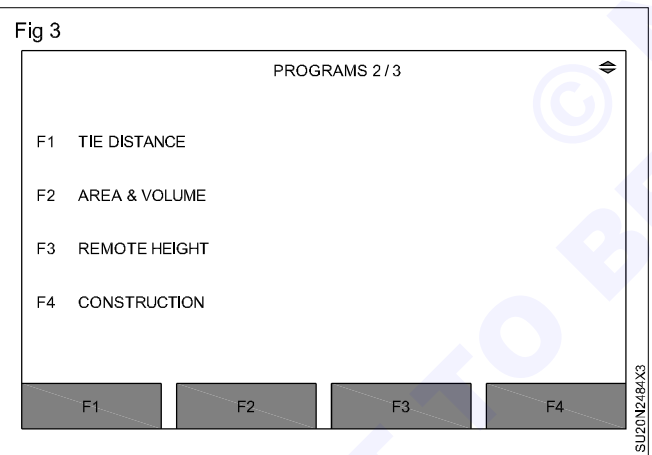 Fig 3
PROGRAMS 2 / 3
F1 TIE DISTANCE
F2 AREA & VOLUME
F3 REMOTE HEIGHT
F4 CONSTRUCTION
F1 F2 F3 F4
SU20N2484X3